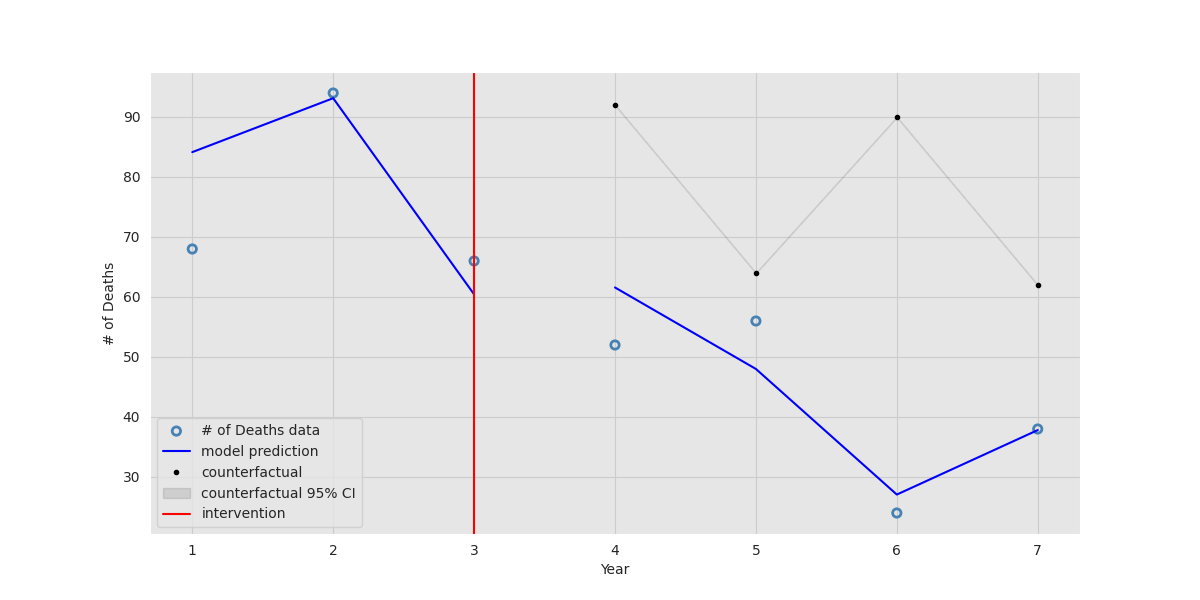 90
80
70
60
50
40
30
# of Deaths
# of Deaths data
model prediction
counterfactual
counterfactual 95% CI
intervention
1 2 3 4 5 6 7
Year